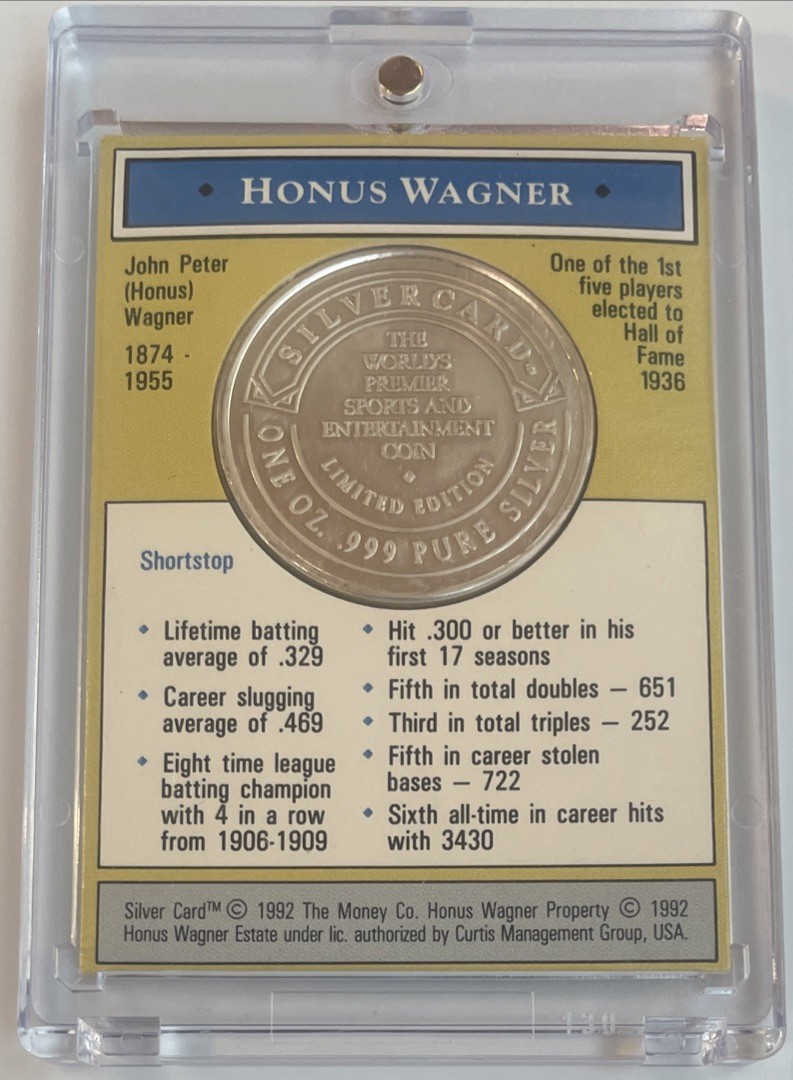 HONUS WAGNER
John Peter
(Honus)
Wagner
1874 -
1955
One of the 1st
five players
elected to
Hall of
Fame
1936
SILVERCARD™
THE
WORLD'S
PREMIER
SPORTS AND
ENTERTAINMENT
COIN
LIMITED EDITION
ONE OZ. .999 PURE SILVER
Shortstop
• Lifetime batting
average of .329
• Career slugging
average of .469
• Eight time league
batting champion
with 4 in a row
from 1906-1909
• Hit .300 or better in his
first 17 seasons
• Fifth in total doubles — 651
• Third in total triples — 252
• Fifth in career stolen
bases — 722
• Sixth all-time in career hits
with 3430
Silver Card™ © 1992 The Money Co. Honus Wagner Property © 1992
Honus Wagner Estate under lic. authorized by Curtis Management Group, USA.
130